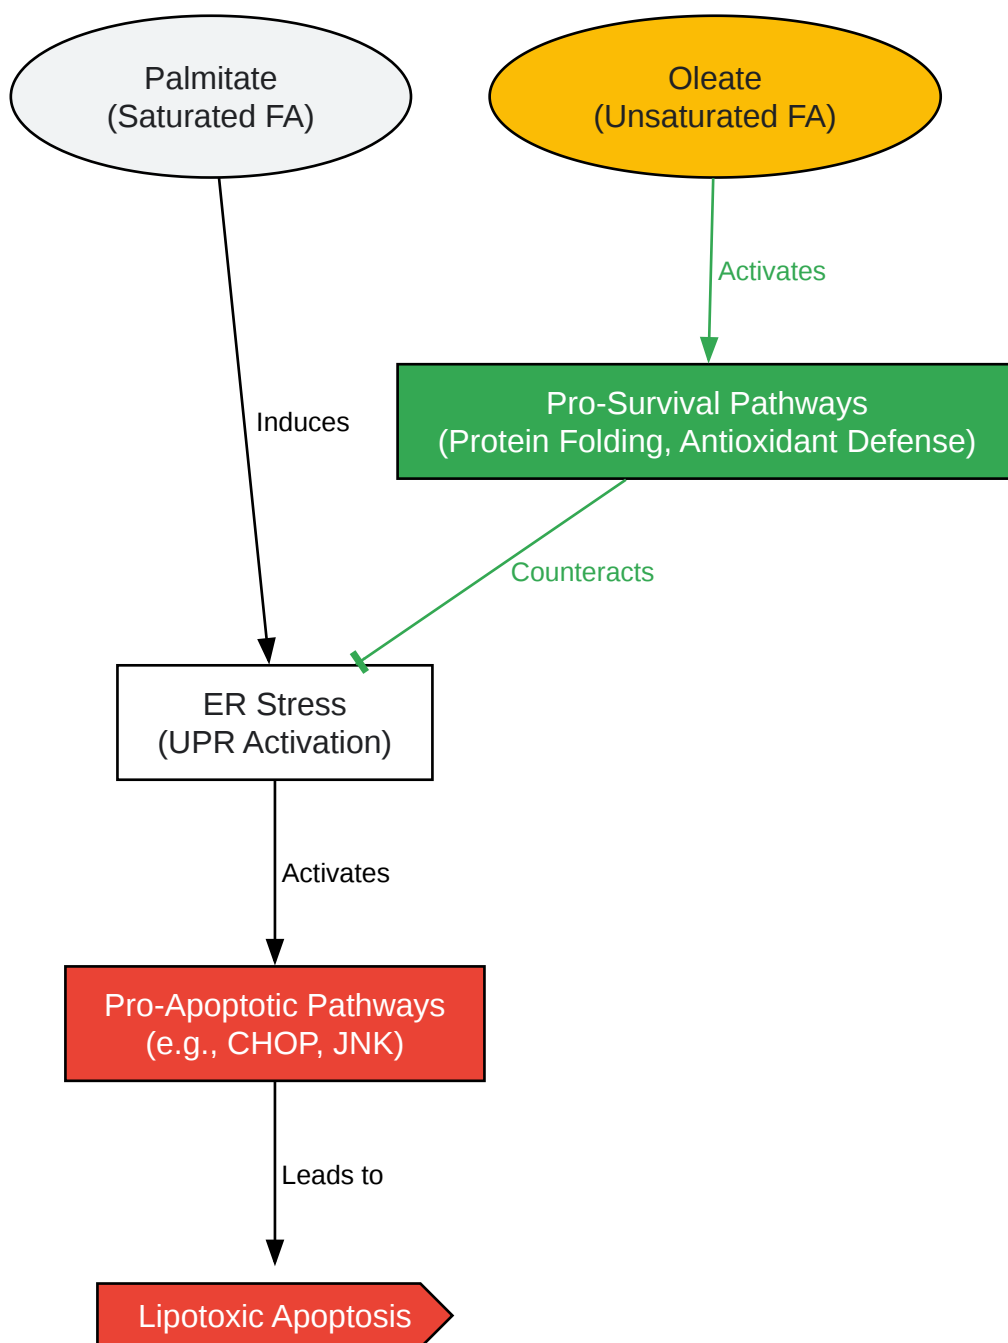 Palmitate
(Saturated FA)
Oleate
(Unsaturated FA)
Activates
Pro-Survival Pathways
(Protein Folding, Antioxidant Defense)
Induces
Counteracts
ER Stress
(UPR Activation)
Activates
Pro-Apoptotic Pathways
(e.g., CHOP, JNK)
Leads to
Lipotoxic Apoptosis